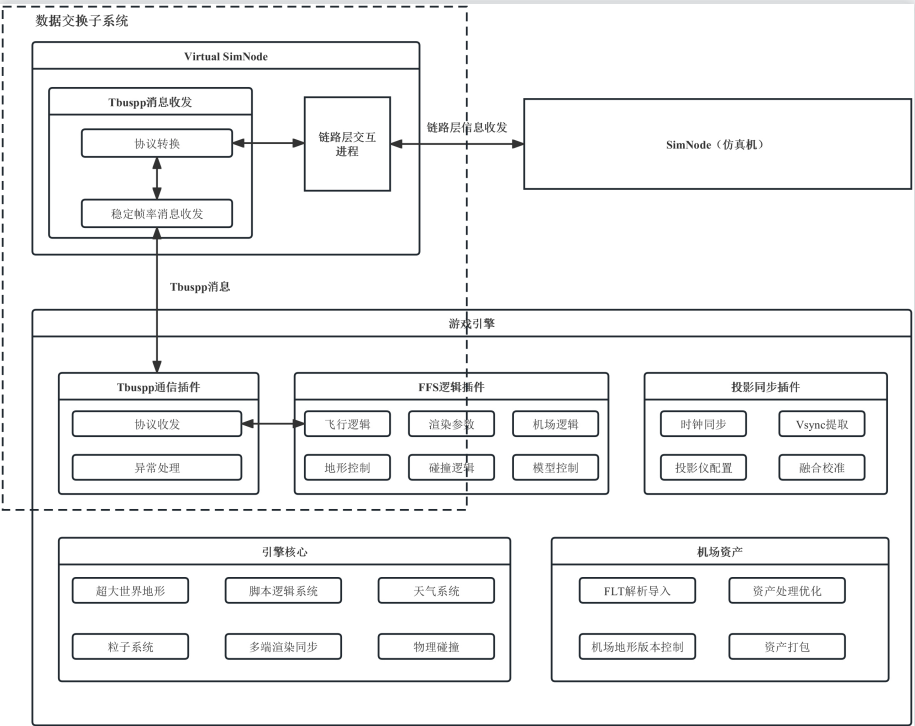 数据交换子系统
Virtual SimNode
Tbuspp消息收发
协议转换
稳定帧率消息收发
链路层交互
进程
链路层信息收发
SimNode（仿真机）
Tbuspp消息
游戏引擎
Tbuspp通信插件
协议收发
异常处理
FFS逻辑插件
飞行逻辑
渲染参数
机场逻辑
地形控制
碰撞逻辑
模型控制
投影同步插件
时钟同步
Vsync提取
投影仪配置
融合校准
引擎核心
超大世界地形
脚本逻辑系统
天气系统
粒子系统
多端渲染同步
物理碰撞
机场资产
FLT解析导入
资产处理优化
机场地形版本控制
资产打包